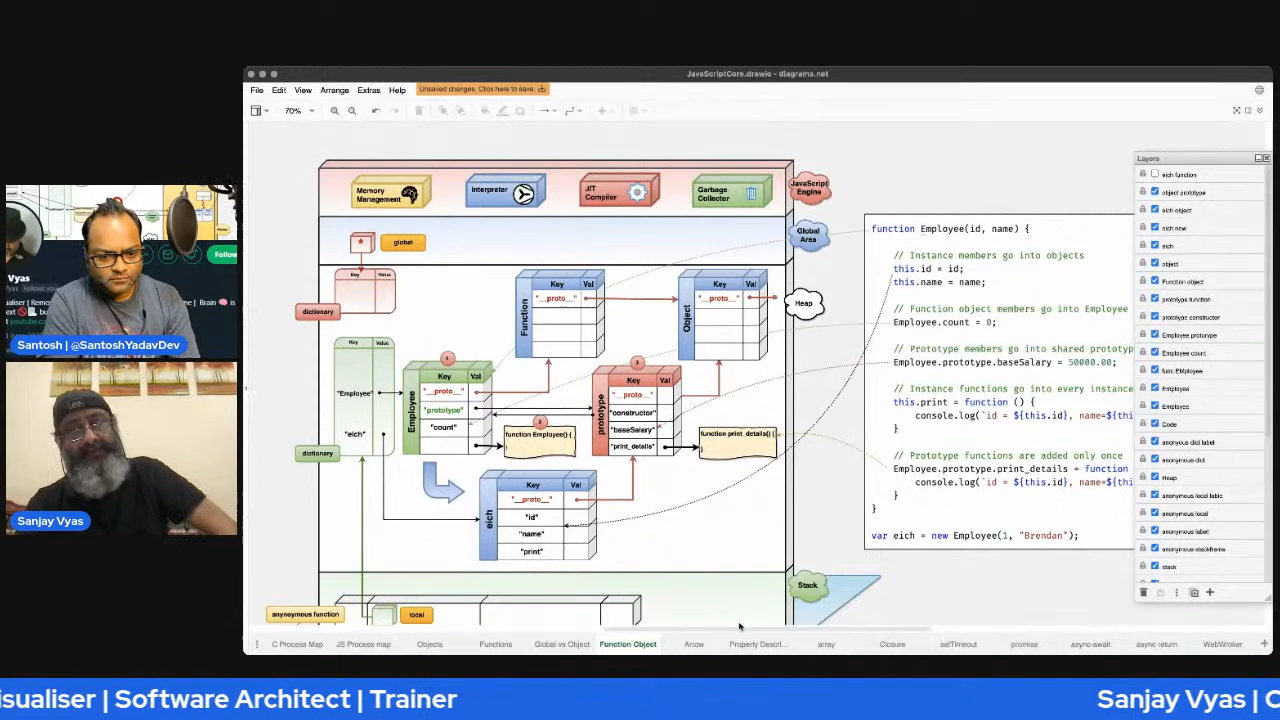 JavaScriptCore.drawio - diagrams.net
File Edit View Arrange Extras Help
Unsaved changes. Click here to save.
70%
Memory
Management
Interpreter
JIT
Compiler
Garbage
Collector
JavaScript
Engine
Global
Area
*
global
Key Value
dictionary
Function
Key Val
"__proto__"
Object
Key Val
"__proto__"
Heap
Key Value
"Employee"
"eich"
dictionary
1
Employee
Key Val
"__proto__"
"prototype"
"count"
2
function Employee() {
}
3
prototype
Key Val
"__proto__"
"constructor"
"baseSalary"
"print_details"
function print_details() {
}
eich
Key Val
"__proto__"
"id"
"name"
"print"
Stack
anynoymous function
local
function Employee(id, name) {
// Instance members go into objects
this.id = id;
this.name = name;
// Function object members go into Employee
Employee.count = 0;
// Prototype members go into shared prototyp
Employee.prototype.baseSalary = 50000.00;
// Instance functions go into every instance
this.print = function () {
console.log(`id = ${this.id}, name=${thi
}
// Prototype functions are added only once
Employee.prototype.print_details = function
console.log(`id = ${this.id}, name=${thi
}
}
var eich = new Employee(1, "Brendan");
Layers
eich function
object prototype
eich object
eich new
eich
object
Function object
prototype function
prototype constructor
Employee prototype
Employee count
func EMployee
Employee
Employee
Code
anonyous dict label
anonymous dict
Heap
anonymous local table
anonymous local
anonymous label
anonymous stackframe
stack
C Process Map JS Process map Objects Functions Global vs Object Function Object Arrow Property Descri... array Closure setTimeout promise async-await async return WebWroker
Follo
Vyas
Santosh | @SantoshYadavDev
Sanjay Vyas
isualiser | Software Architect | Trainer
Sanjay Vyas | C